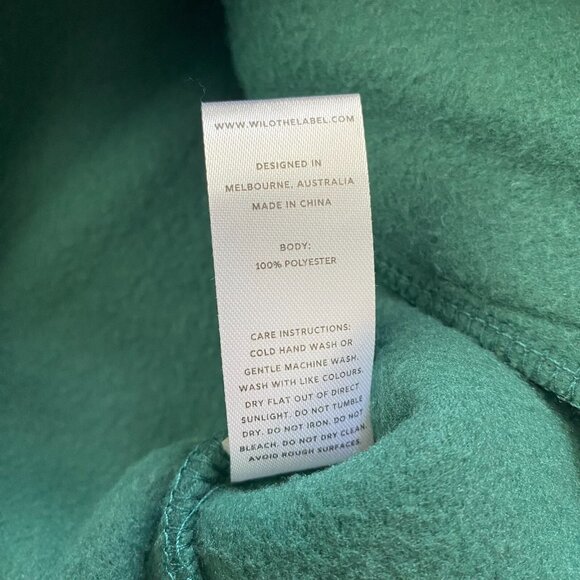 WWW.WILOTHELABEL.COM
DESIGNED IN
MELBOURNE, AUSTRALIA
MADE IN CHINA
BODY:
100% POLYESTER
CARE INSTRUCTIONS:
COLD HAND WASH OR
GENTLE MACHINE WASH.
WASH WITH LIKE COLOURS.
DRY FLAT OUT OF DIRECT
SUNLIGHT. DO NOT TUMBLE
DRY. DO NOT IRON. DO NOT
BLEACH. DO NOT DRY CLEAN.
AVOID ROUGH SURFACES.